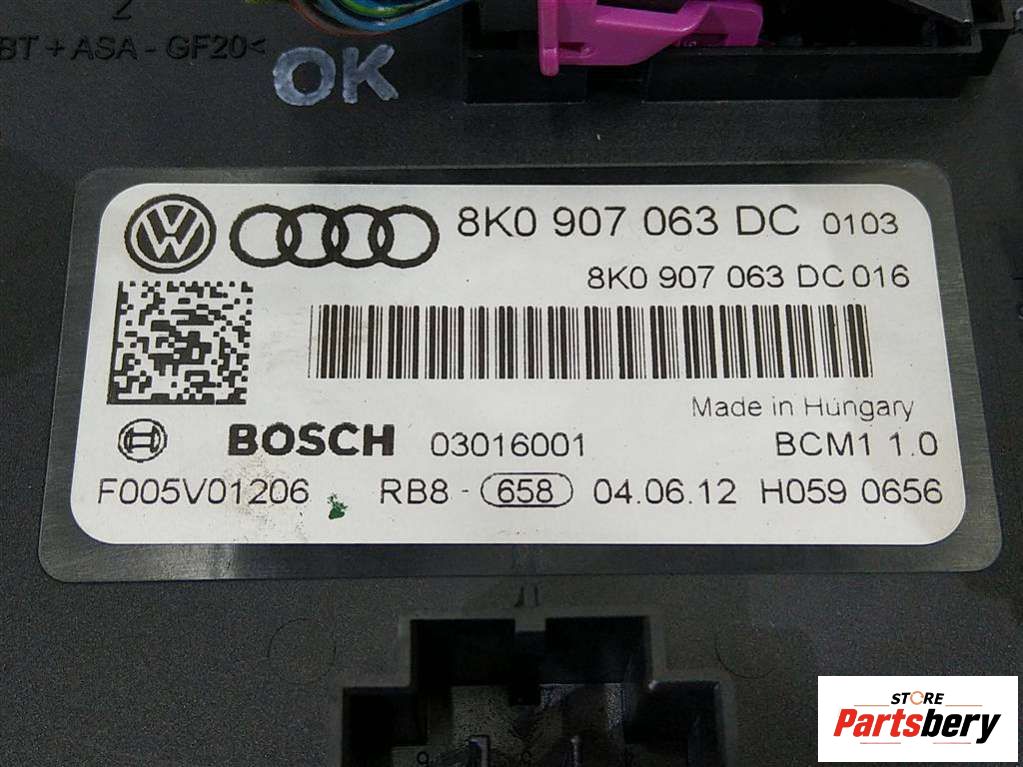 2
BT + ASA - GF20<
OK
8K0 907 063 DC 0103
8K0 907 063 DC 016
Made in Hungary
BOSCH 03016001 BCM1 1.0
F005V01206 RB8 - 658 04.06.12 H059 0656
STORE
Partsbery